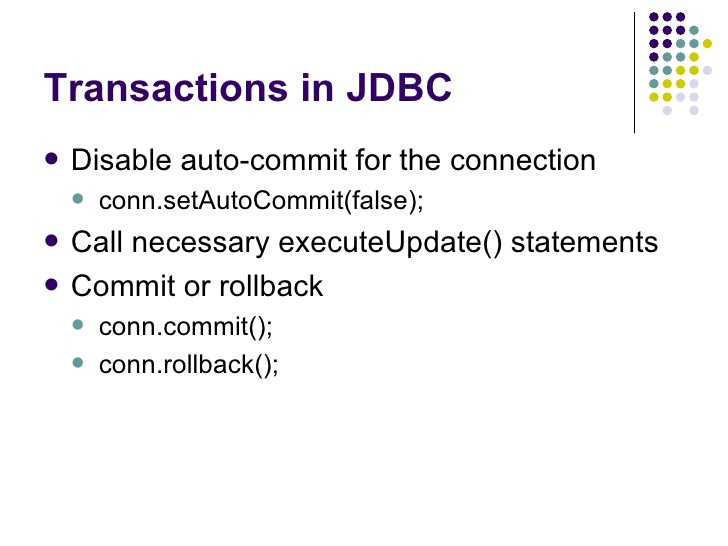 Transactions in JDBC
Disable auto-commit for the connection
conn.setAutoCommit(false);
Call necessary executeUpdate() statements
Commit or rollback
conn.commit();
conn.rollback();